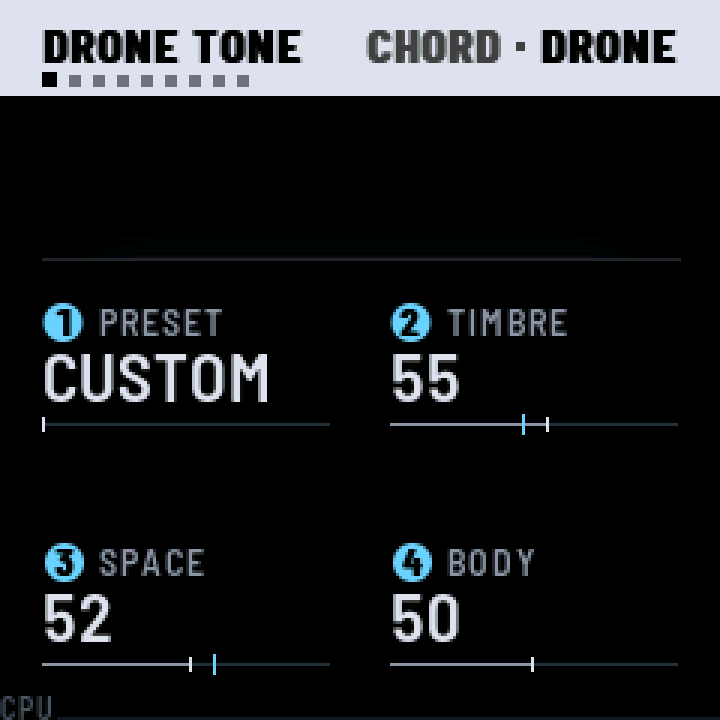 DRONE TONE CHORD · DRONE
1 PRESET 2 TIMBRE
CUSTOM 55
3 SPACE 4 BODY
52 50
CPU